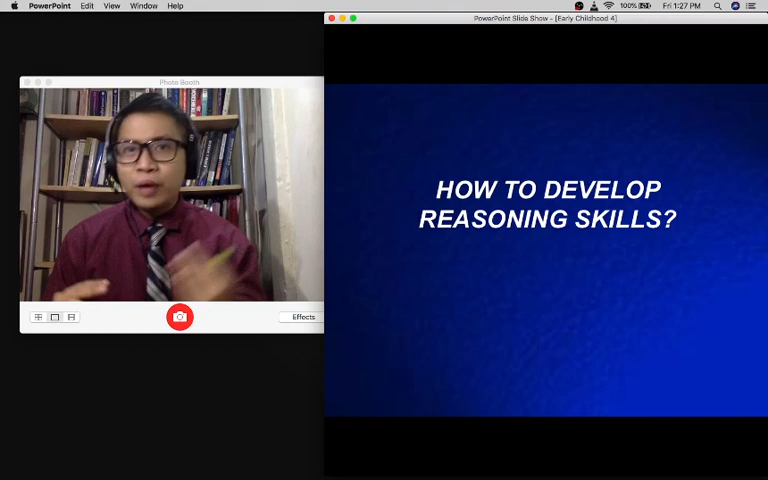 PowerPoint Edit View Window Help
100% Fri 1:27 PM
PowerPoint Slide Show - [Early Childhood 4]
Photo Booth
HOW TO DEVELOP
REASONING SKILLS?
Effects